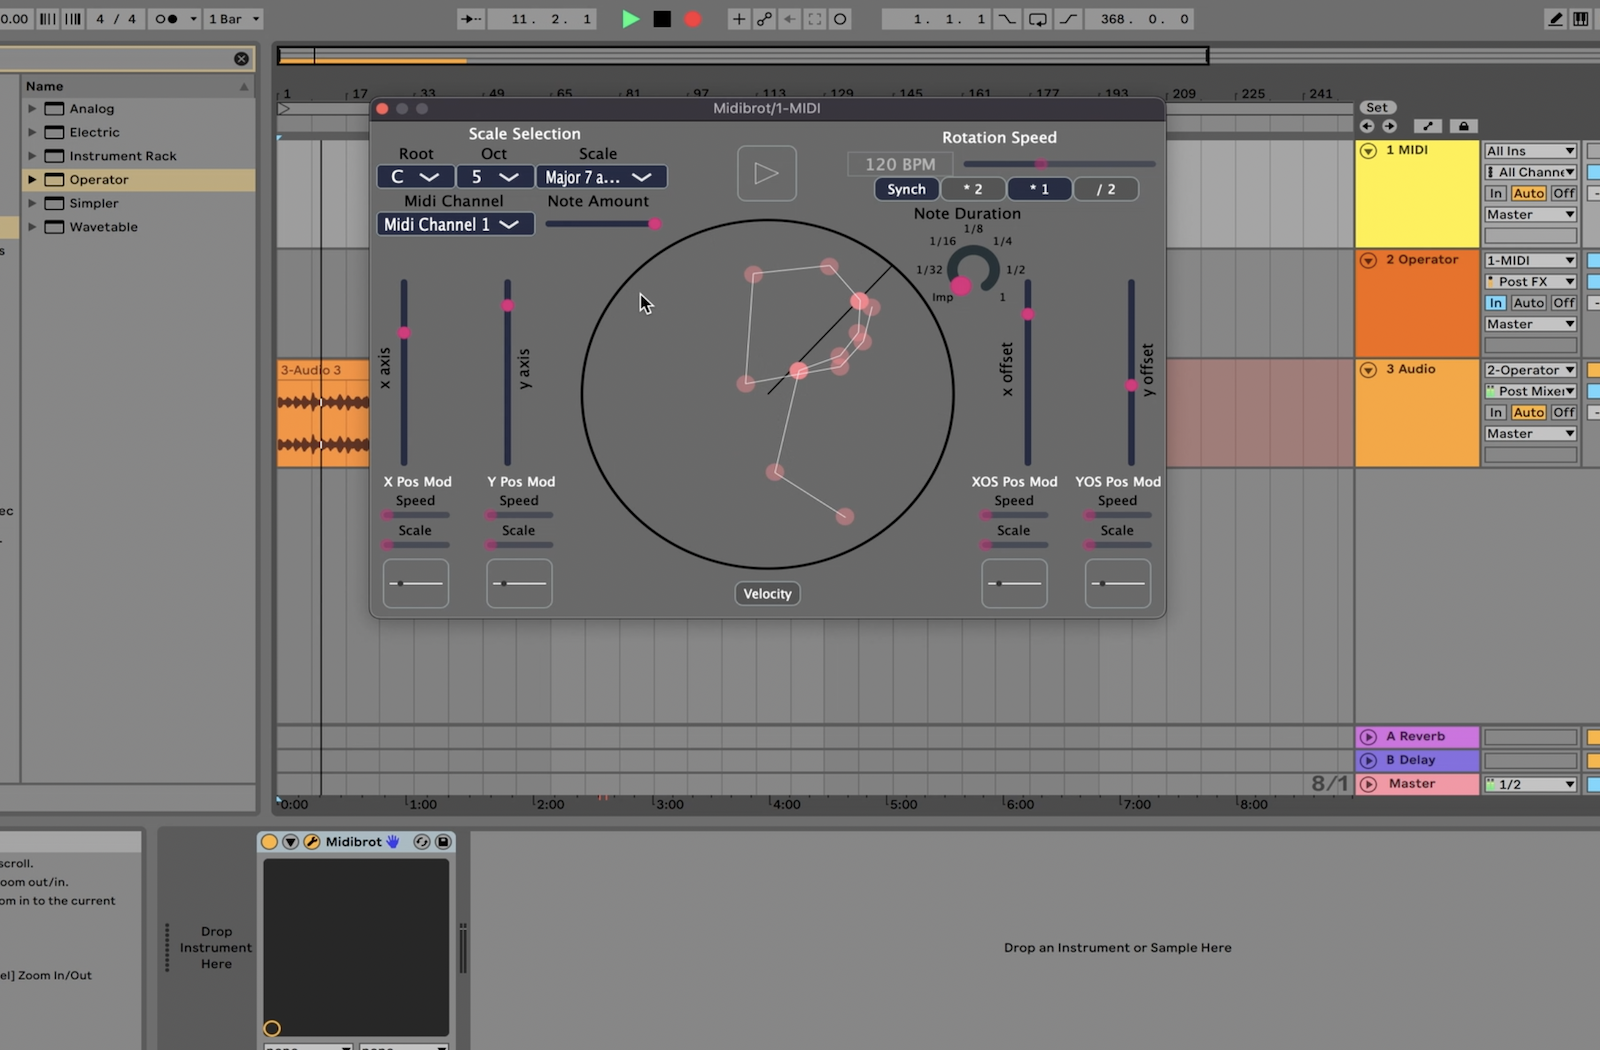 0.00 4 / 4 1 Bar 11. 2. 1 1. 1. 1 368. 0. 0
Name
Analog
Electric
Instrument Rack
Operator
Simpler
Wavetable
1 17 33 49 65 81 97 113 129 145 161 177 193 209 225 241
Set
Midibrot/1-MIDI
Scale Selection
Root Oct Scale
C 5 Major 7 a...
Midi Channel Note Amount
Midi Channel 1
Rotation Speed
120 BPM
Synch * 2 * 1 / 2
Note Duration
1/8
1/16 1/4
1/32 1/2
Imp 1
x axis
y axis
x offset
y offset
X Pos Mod Y Pos Mod XOS Pos Mod YOS Pos Mod
Speed Speed Speed Speed
Scale Scale Scale Scale
Velocity
3-Audio 3
1 MIDI All Ins
In Auto Off
Master
2 Operator 1-MIDI
Post FX
In Auto Off
Master
3 Audio 2-Operator
In Auto Off
Master
A Reverb
B Delay
8/1 Master 1/2
0:00 1:00 2:00 3:00 4:00 5:00 6:00 7:00 8:00
Midibrot
scroll.
oom out/in.
om in to the current
el] Zoom In/Out
Drop
Instrument
Here
Drop an Instrument or Sample Here